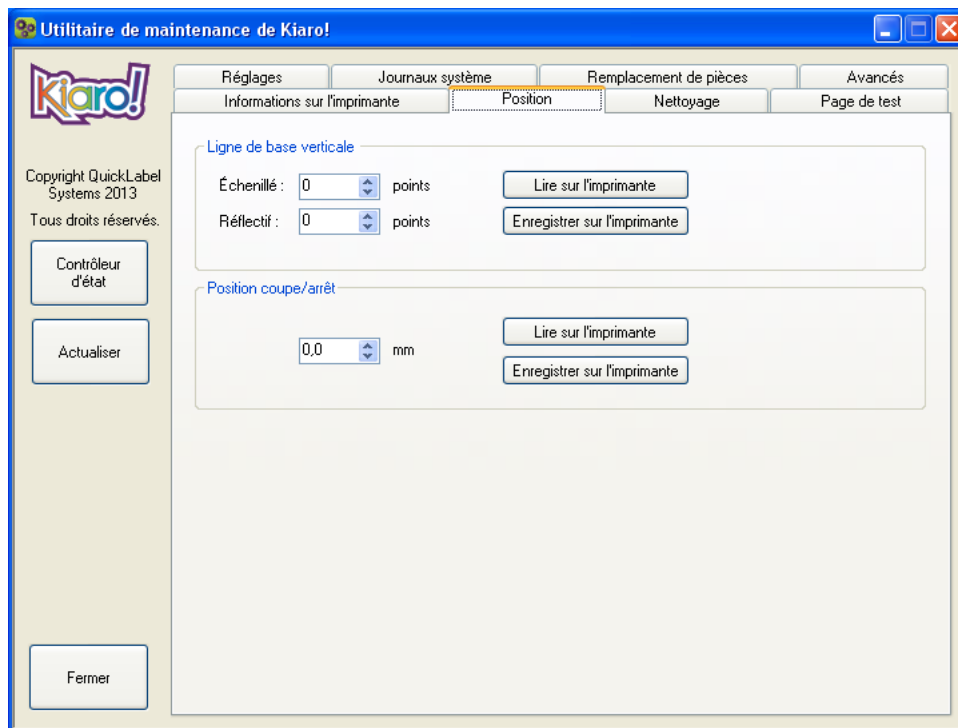 Utilitaire de maintenance de Kiaro!
Kiaro!
Copyright QuickLabel
Systems 2013
Tous droits réservés.
Contrôleur
d'état
Actualiser
Fermer
Réglages
Journaux système
Remplacement de pièces
Avancés
Informations sur l'imprimante
Position
Nettoyage
Page de test
Ligne de base verticale
Échenillé : 0 points
Lire sur l'imprimante
Réflectif : 0 points
Enregistrer sur l'imprimante
Position coupe/arrêt
0,0 mm
Lire sur l'imprimante
Enregistrer sur l'imprimante